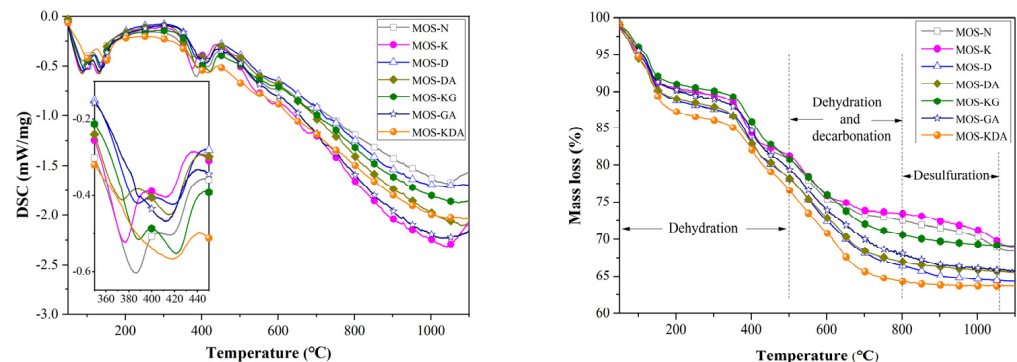 DSC (mW/mg)
0.0
-0.5
-1.0
-1.5
-2.0
-2.5
-3.0
MOS-N
MOS-K
MOS-D
MOS-DA
MOS-KG
MOS-GA
MOS-KDA
-0.2
-0.4
-0.6
360 380 400 420 440
200 400 600 800 1000
Temperature (℃)
Mass loss (%)
100
95
90
85
80
75
70
65
60
MOS-N
MOS-K
MOS-D
MOS-DA
MOS-KG
MOS-GA
MOS-KDA
Dehydration
and
decarbonation
Desulfuration
Dehydration
200 400 600 800 1000
Temperature (℃)